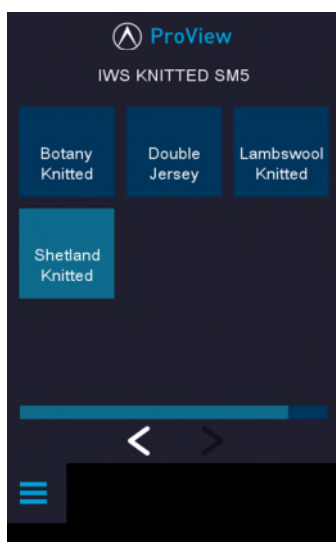 ProView
IWS KNITTED SM5
Botany
Knitted
Double
Jersey
Lambswool
Knitted
Shetland
Knitted